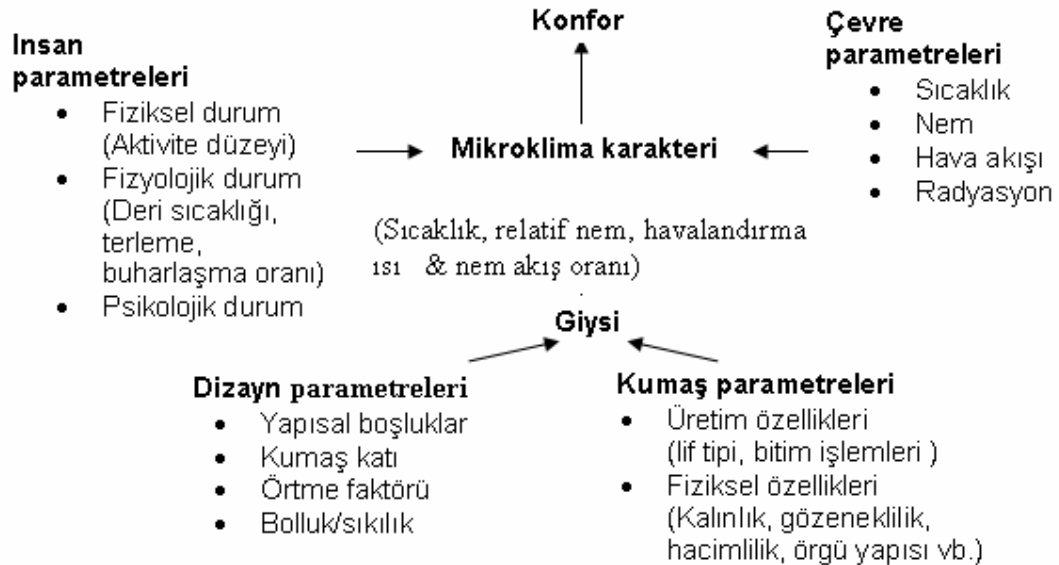 Konfor
Insan
parametreleri
• Fiziksel durum
(Aktivite düzeyi)
• Fizyolojik durum
(Deri sıcaklığı,
terleme,
buharlaşma oranı)
• Psikolojik durum
Çevre
parametreleri
• Sıcaklık
• Nem
• Hava akışı
• Radyasyon
Mikroklima karakteri
(Sıcaklık, relatif nem, havalandırma
ısı & nem akış oranı)
Giysi
Dizayn parametreleri
• Yapısal boşluklar
• Kumaş katı
• Örtme faktörü
• Bolluk/sıkılık
Kumaş parametreleri
• Üretim özellikleri
(lif tipi, bitim işlemleri )
• Fiziksel özellikleri
(Kalınlık, gözeneklilik,
hacimlilik, örgü yapısı vb.)